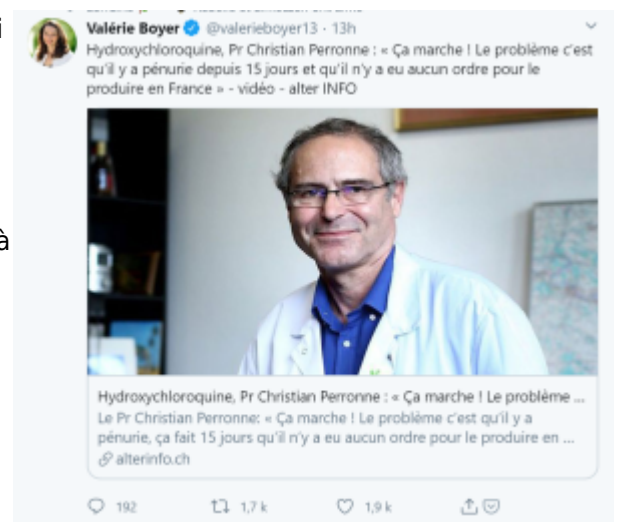 i
Valérie Boyer @valerieboyer13 · 13h
Hydroxychloroquine, Pr Christian Perronne : « Ça marche ! Le problème c'est
qu'il y a pénurie depuis 15 jours et qu'il n'y a eu aucun ordre pour le
produire en France » - vidéo - alter INFO
à
Hydroxychloroquine, Pr Christian Perronne : « Ça marche ! Le problème ...
Le Pr Christian Perronne: « Ça marche ! Le problème c'est qu'il y a
pénurie, ça fait 15 jours qu'il n'y a eu aucun ordre pour le produire en ...
alterinfo.ch
192 1,7 k 1,9 k